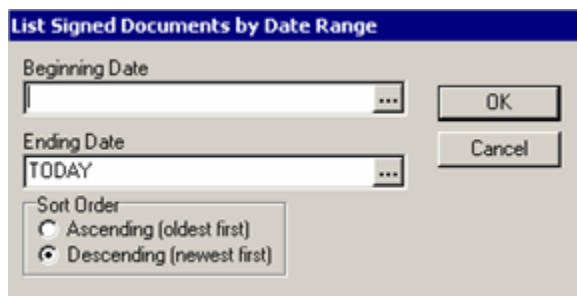 List Signed Documents by Date Range
Beginning Date
...
OK
Ending Date
Cancel
TODAY
...
Sort Order
Ascending (oldest first)
Descending (newest first)